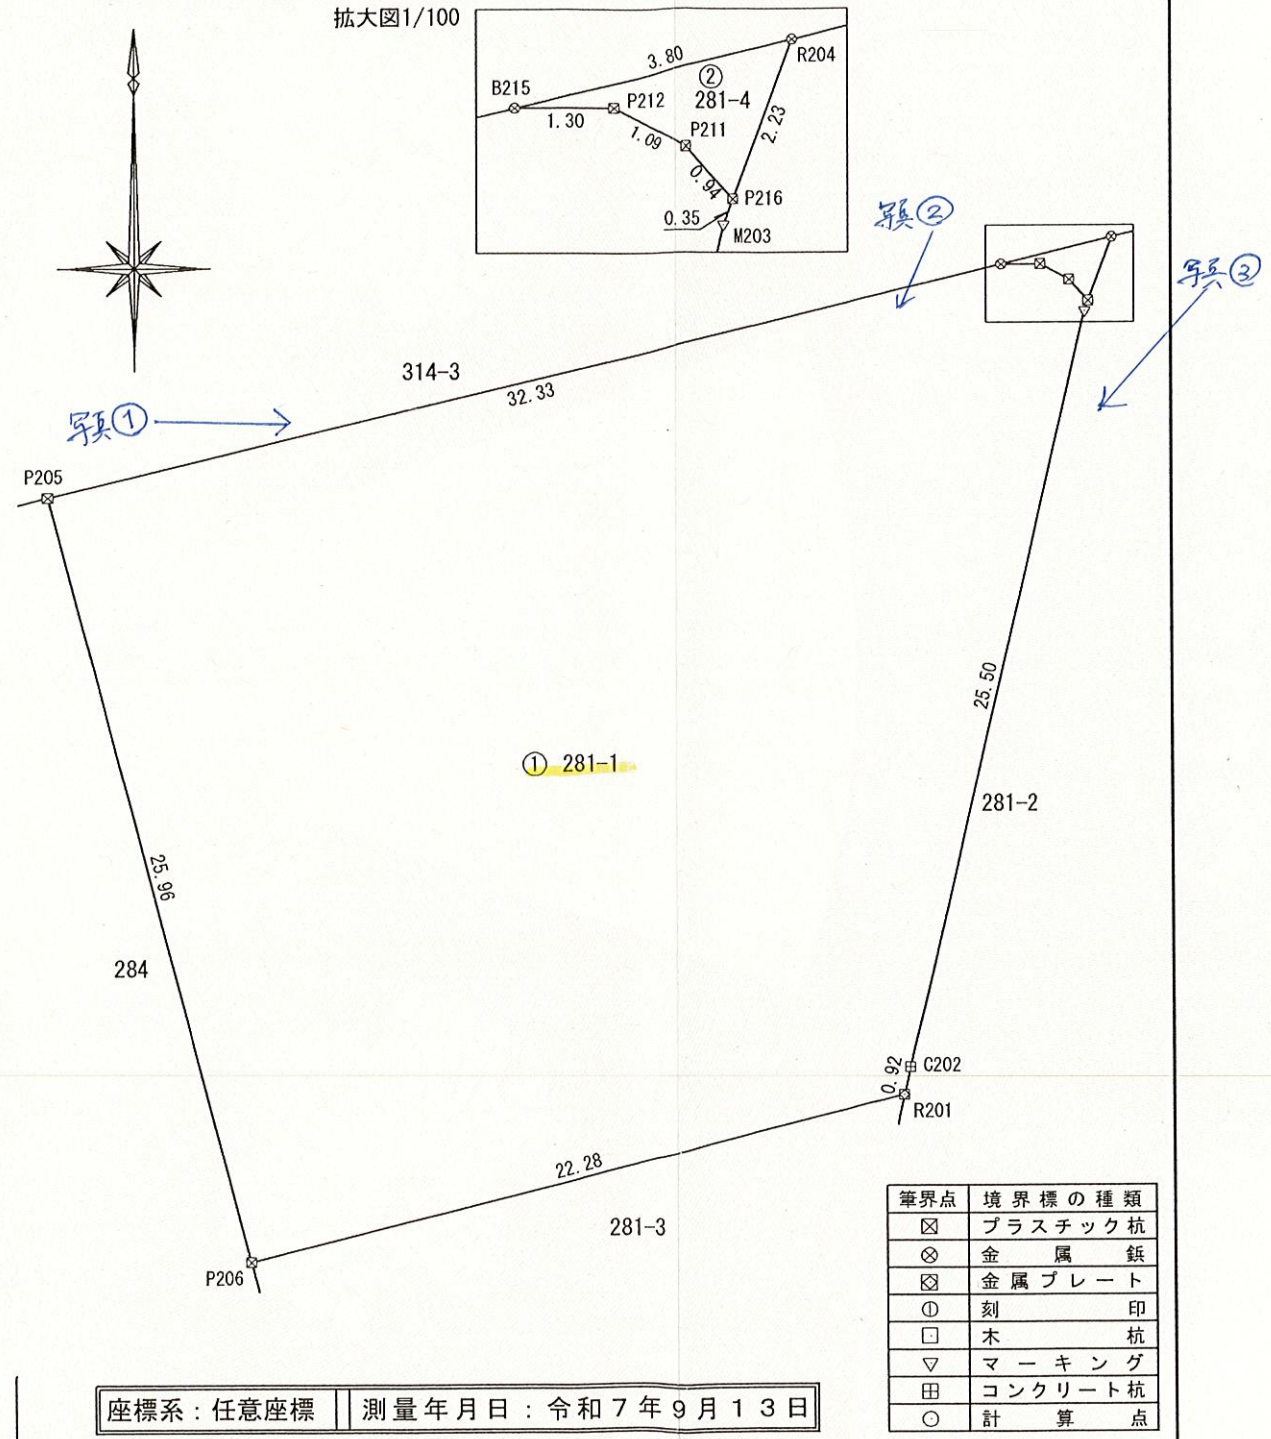 拡大図1/100
3.80
R204
②
281-4
B215
P212
1.30
1.09
P211
2.23
0.94
P216
0.35
M203
写真②
写真③
314-3
32.33
写真①
P205
25.50
① 281-1
281-2
25.96
284
0.92
C202
R201
22.28
281-3
P206
筆界点 境界標の種類
プラスチック杭
金属鋲
金属プレート
刻印
木杭
マーキング
コンクリート杭
計算点
座標系：任意座標 測量年月日：令和７年９月１３日